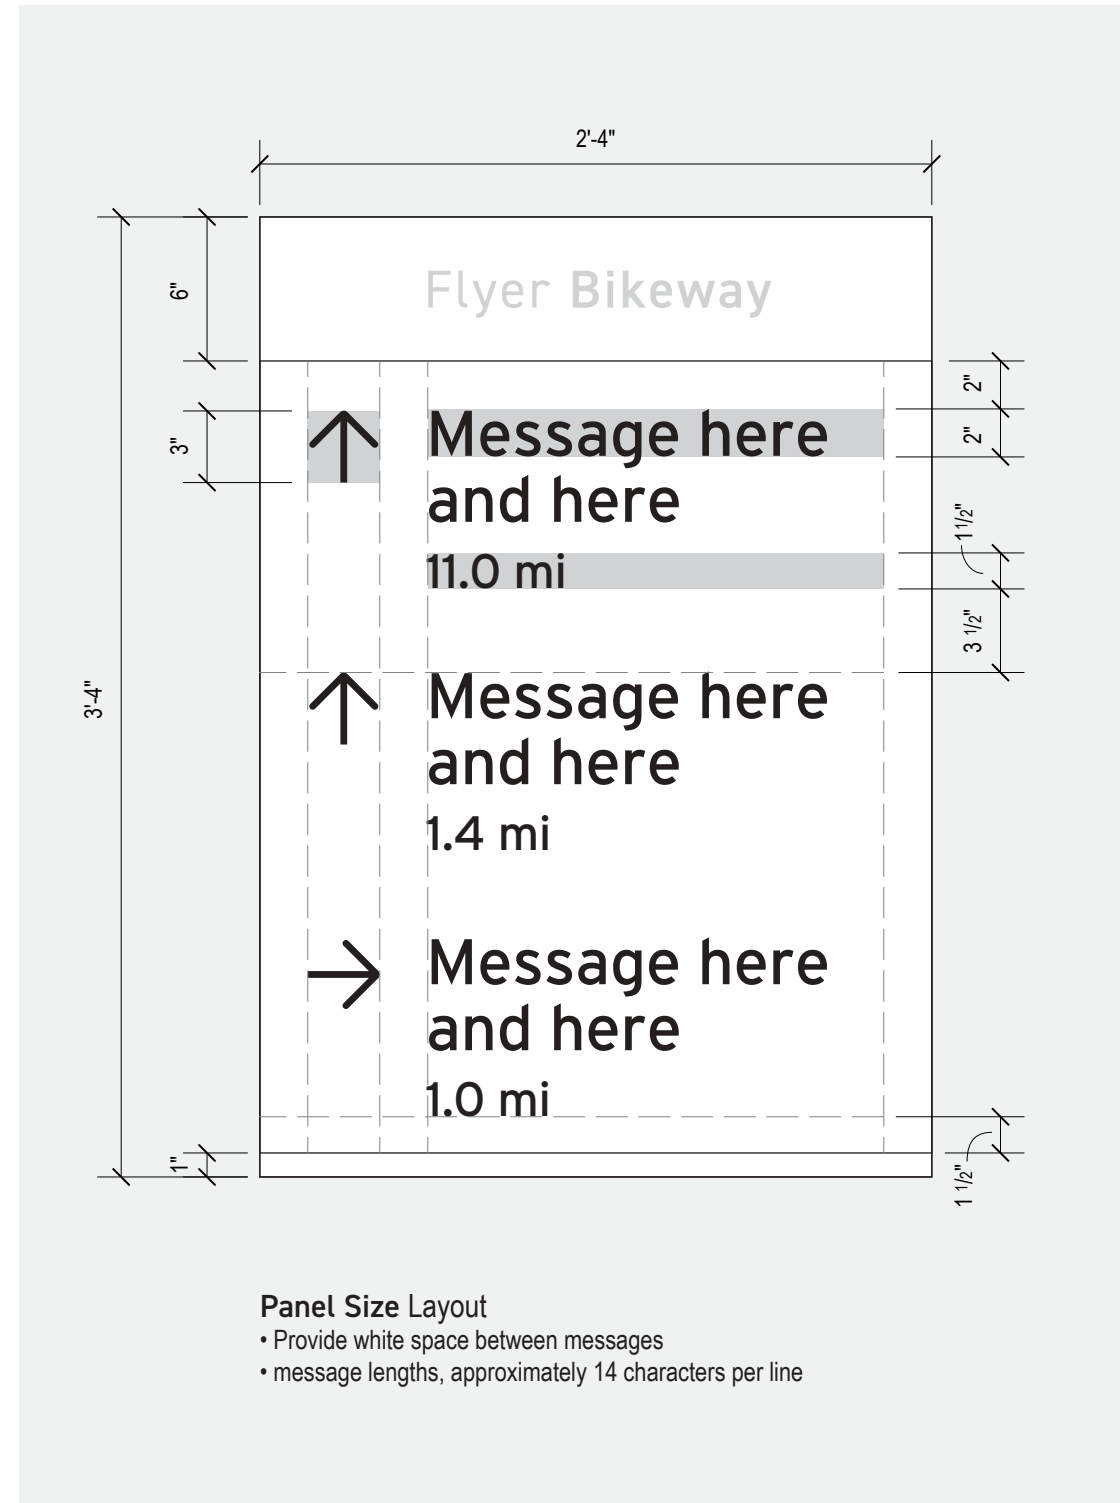 2'-4"
6"
Flyer Bikeway
2"
3"
Message here
2"
and here
1 1/2"
11.0 mi
3 1/2"
3'-4"
Message here
and here
1.4 mi
Message here
and here
1.0 mi
1"
1 1/2"
Panel Size Layout
• Provide white space between messages
• message lengths, approximately 14 characters per line